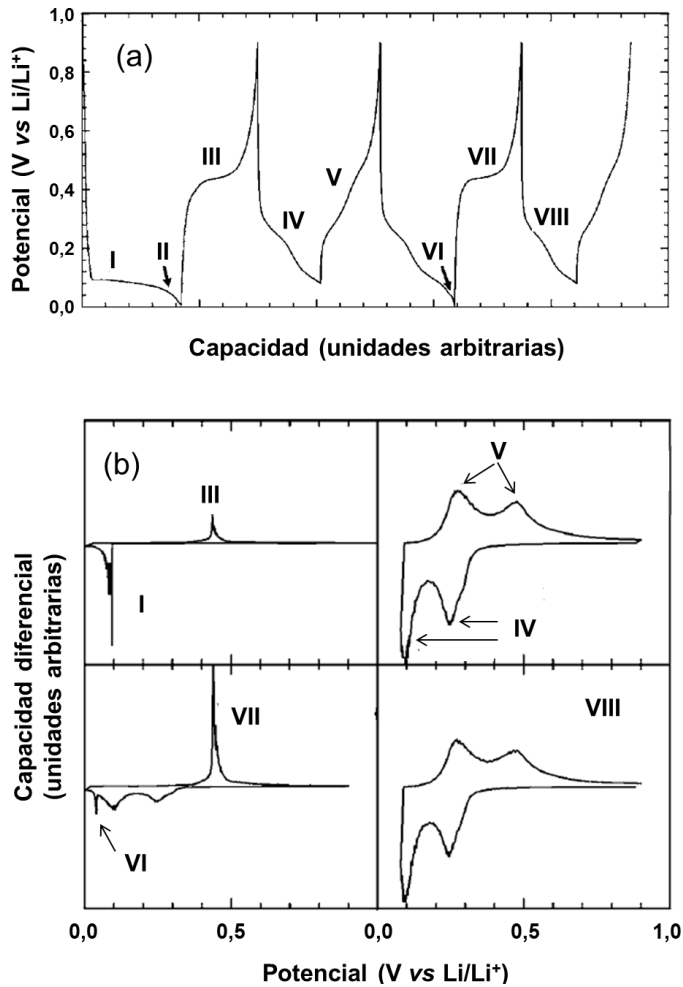 (a)
1,0
0,8
0,6
0,4
0,2
0,0
Potencial (V vs Li/Li⁺)
I
II
III
IV
V
VI
VII
VIII
Capacidad (unidades arbitrarias)
(b)
III
I
V
IV
VII
VI
VIII
Capacidad diferencial
(unidades arbitrarias)
0,0
0,5
0,0
0,5
1,0
Potencial (V vs Li/Li⁺)